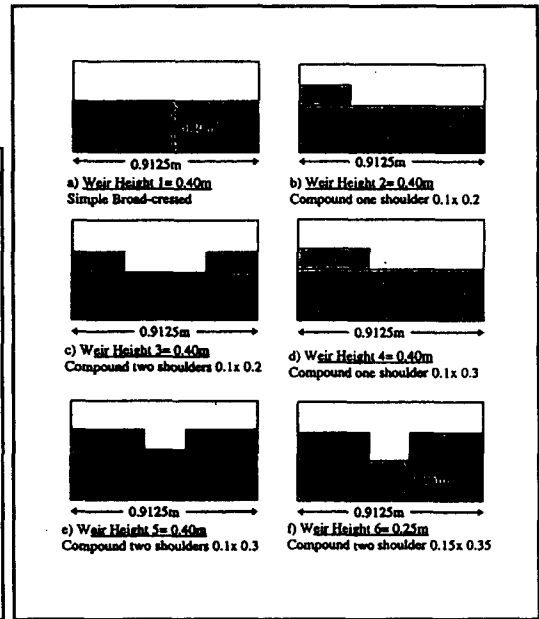 0.9125m
a) Weir Height 1= 0.40m
Simple Broad-crested
0.9125m
b) Weir Height 2= 0.40m
Compound one shoulder 0.1x 0.2
0.9125m
c) Weir Height 3= 0.40m
Compound two shoulders 0.1x 0.2
0.9125m
d) Weir Height 4= 0.40m
Compound one shoulder 0.1x 0.3
0.9125m
e) Weir Height 5= 0.40m
Compound two shoulders 0.1x 0.3
0.9125m
f) Weir Height 6= 0.25m
Compound two shoulder 0.15x 0.35